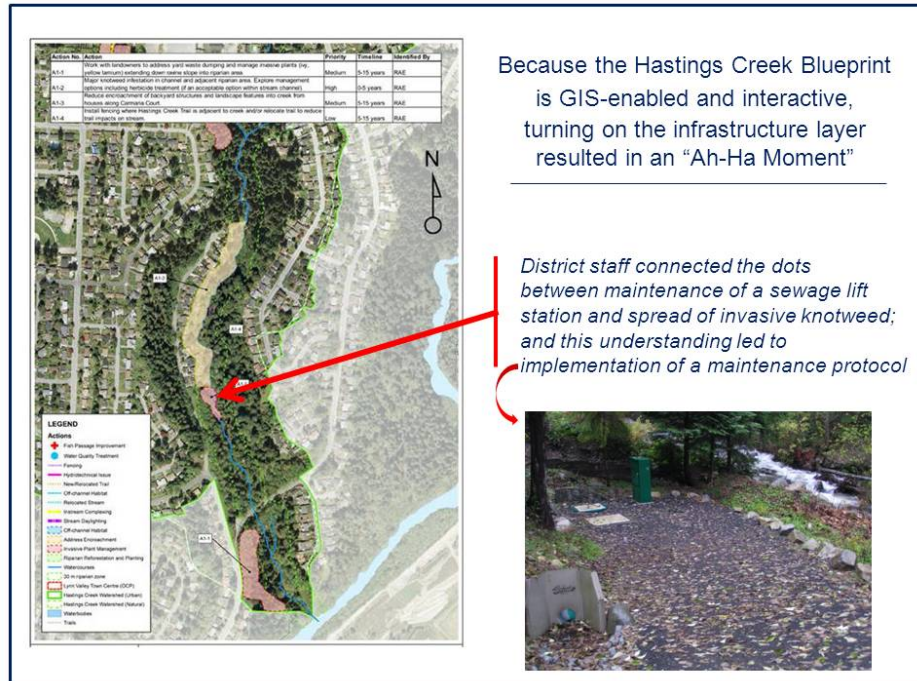 Action No. Action Priority Timeline Identified By
Work with landowners to address yard waste dumping and manage invasive plants (ivy,
A1-1 yellow lamium) extending down ravine slope into riparian area Medium 5-15 years RAE
Major knotweed infestation in channel and adjacent riparian area. Explore management
A1-2 options including herbicide treatment (if an acceptable option within stream channel). High 0-5 years RAE
Reduce encroachment of backyard structures and landscape features into creek from
A1-3 houses along Carmaria Court. Medium 5-15 years RAE
Install fencing where Hastings Creek Trail is adjacent to creek and/or relocate trail to reduce
A1-4 trail impacts on stream. Low 5-15 years RAE
N
A1-3
A1-4
A1-1
LEGEND
Actions
Fish Passage Improvement
Water Quality Treatment
Fencing
Hydrotechnical Issue
New/Relocated Trail
Off-channel Habitat
Relocated Stream
Instream Complexing
Stream Daylighting
Off-channel Habitat
Address Encroachment
Invasive Plant Management
Riparian Reforestation and Planting
Watercourses
30 m riparian zone
Lynn Valley Town Centre (OCP)
Hastings Creek Watershed (Urban)
Hastings Creek Watershed (Natural)
Waterbodies
Trails
Because the Hastings Creek Blueprint
is GIS-enabled and interactive,
turning on the infrastructure layer
resulted in an “Ah-Ha Moment”
District staff connected the dots
between maintenance of a sewage lift
station and spread of invasive knotweed;
and this understanding led to
implementation of a maintenance protocol